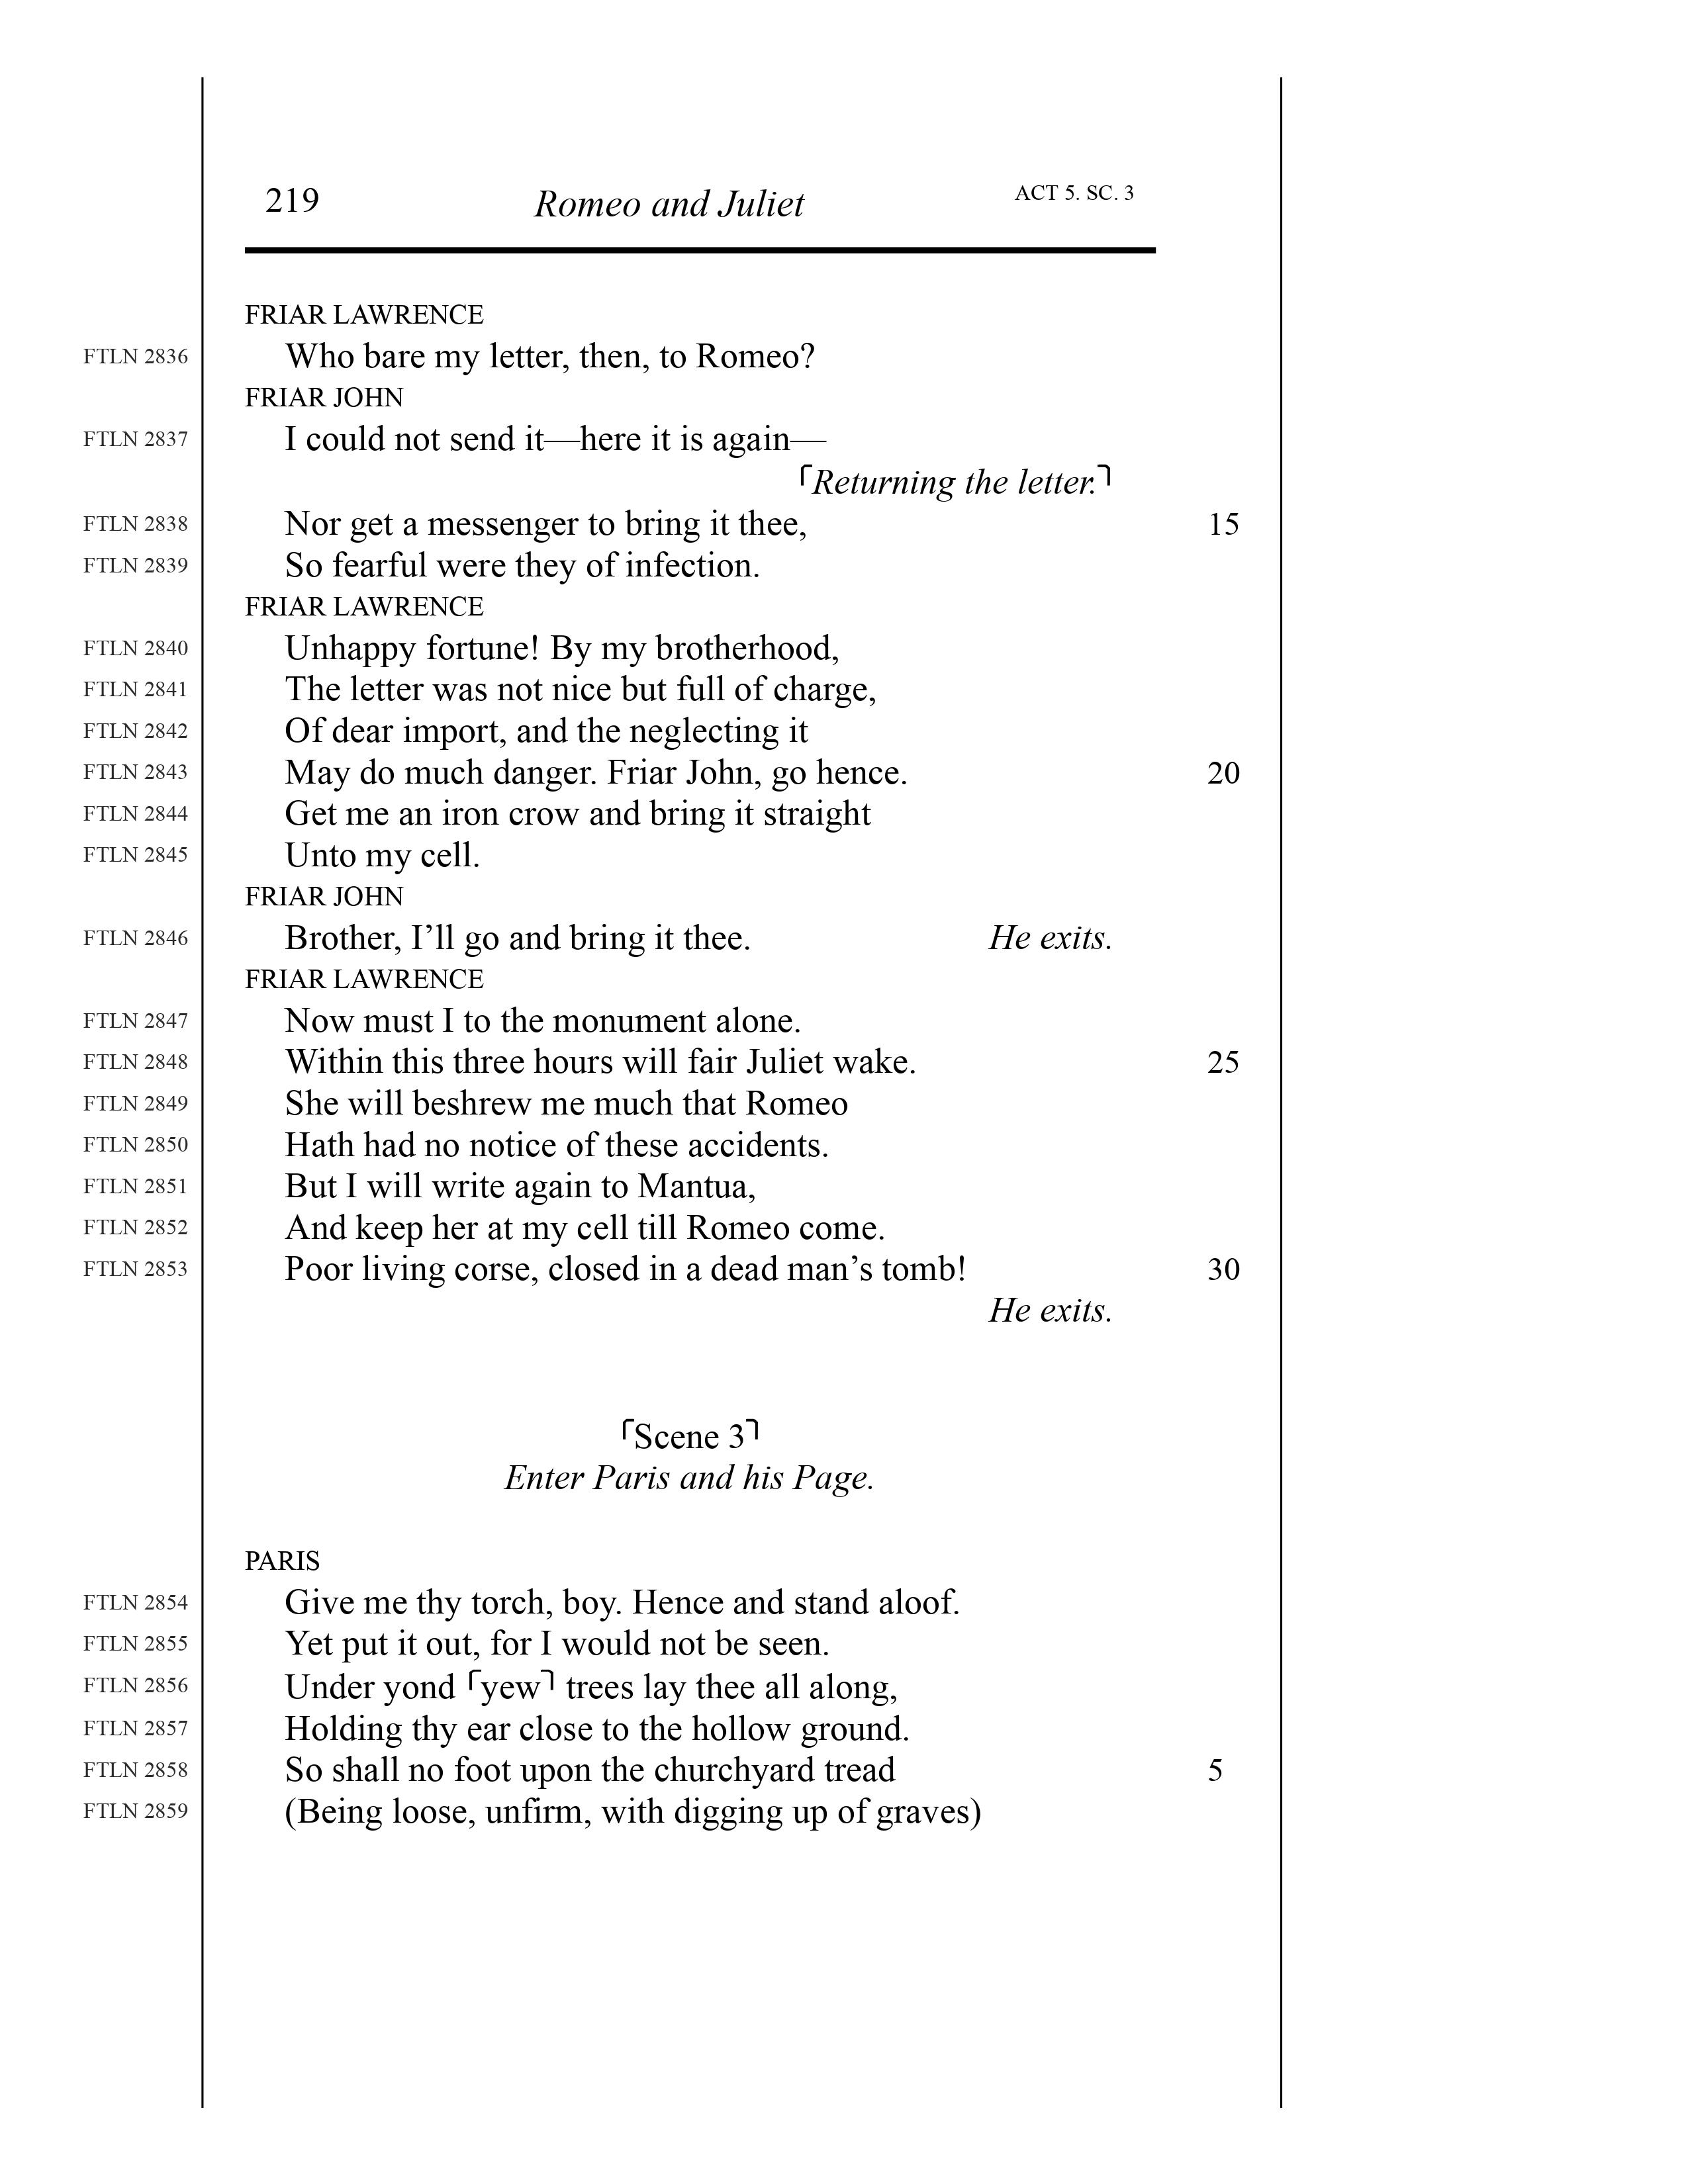 219 Romeo and Juliet ACT 5. SC. 3
FRIAR LAWRENCE
FTLN 2836 Who bare my letter, then, to Romeo?
FRIAR JOHN
FTLN 2837 I could not send it—here it is again—
⌜Returning the letter.⌝
FTLN 2838 Nor get a messenger to bring it thee, 15
FTLN 2839 So fearful were they of infection.
FRIAR LAWRENCE
FTLN 2840 Unhappy fortune! By my brotherhood,
FTLN 2841 The letter was not nice but full of charge,
FTLN 2842 Of dear import, and the neglecting it
FTLN 2843 May do much danger. Friar John, go hence. 20
FTLN 2844 Get me an iron crow and bring it straight
FTLN 2845 Unto my cell.
FRIAR JOHN
FTLN 2846 Brother, I’ll go and bring it thee. He exits.
FRIAR LAWRENCE
FTLN 2847 Now must I to the monument alone.
FTLN 2848 Within this three hours will fair Juliet wake. 25
FTLN 2849 She will beshrew me much that Romeo
FTLN 2850 Hath had no notice of these accidents.
FTLN 2851 But I will write again to Mantua,
FTLN 2852 And keep her at my cell till Romeo come.
FTLN 2853 Poor living corse, closed in a dead man’s tomb! 30
He exits.
⌜Scene 3⌝
Enter Paris and his Page.
PARIS
FTLN 2854 Give me thy torch, boy. Hence and stand aloof.
FTLN 2855 Yet put it out, for I would not be seen.
FTLN 2856 Under yond ⌜yew⌝ trees lay thee all along,
FTLN 2857 Holding thy ear close to the hollow ground.
FTLN 2858 So shall no foot upon the churchyard tread 5
FTLN 2859 (Being loose, unfirm, with digging up of graves)